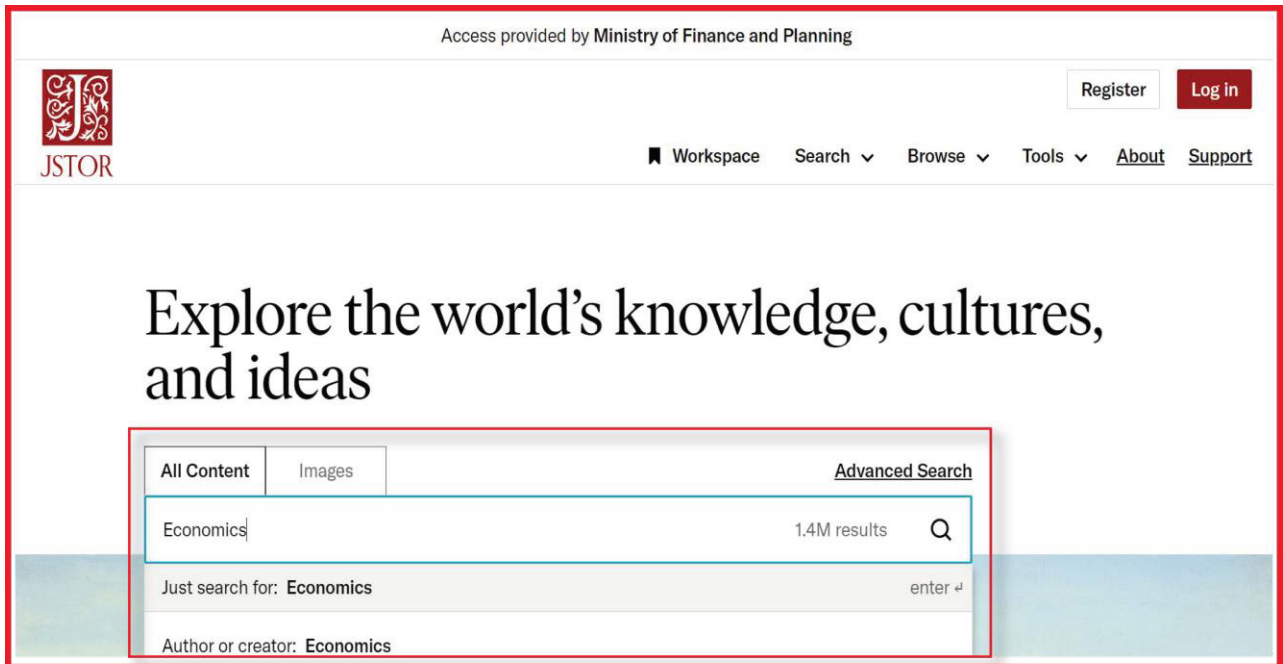 Access provided by Ministry of Finance and Planning
Register
Log in
J
JSTOR
Workspace
Search
Browse
Tools
About
Support
Explore the world's knowledge, cultures,
and ideas
All Content
Images
Advanced Search
Economics
1.4M results
Just search for: Economics
enter ↵
Author or creator: Economics